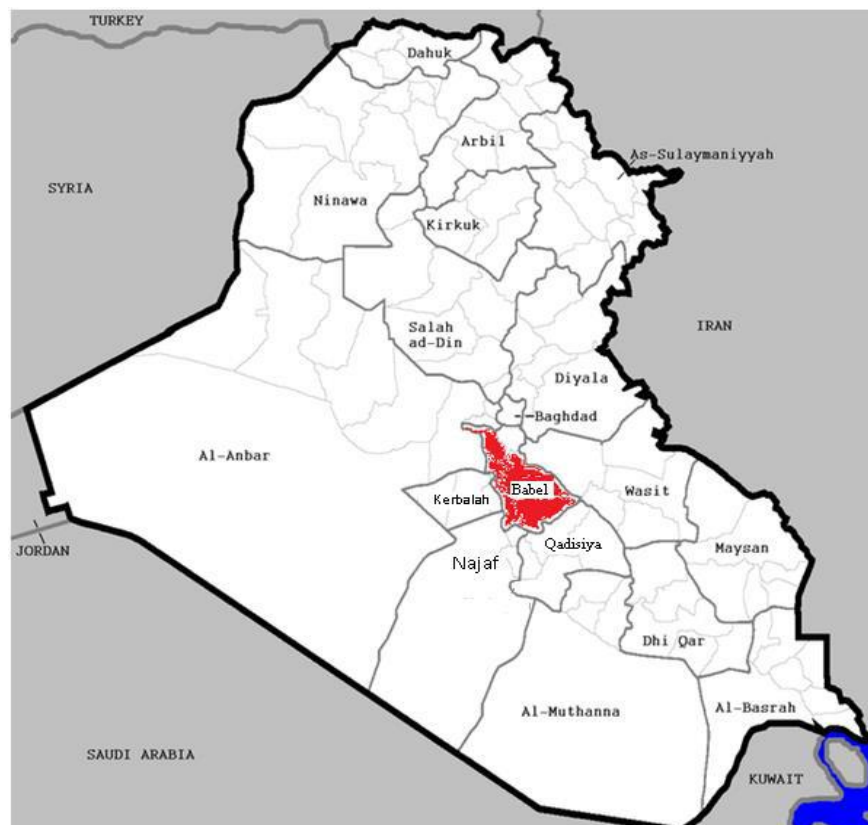 TURKEY
Dahuk
Arbil
As-Sulaymaniyyah
SYRIA
Ninawa
Kirkuk
Salah
ad-Din
IRAN
Diyala
Baghdad
Al-Anbar
Babel
Wasit
Kerbalah
Qadisiya
Maysan
JORDAN
Najaf
Dhi Qar
Al-Muthanna
Al-Basrah
SAUDI ARABIA
KUWAIT